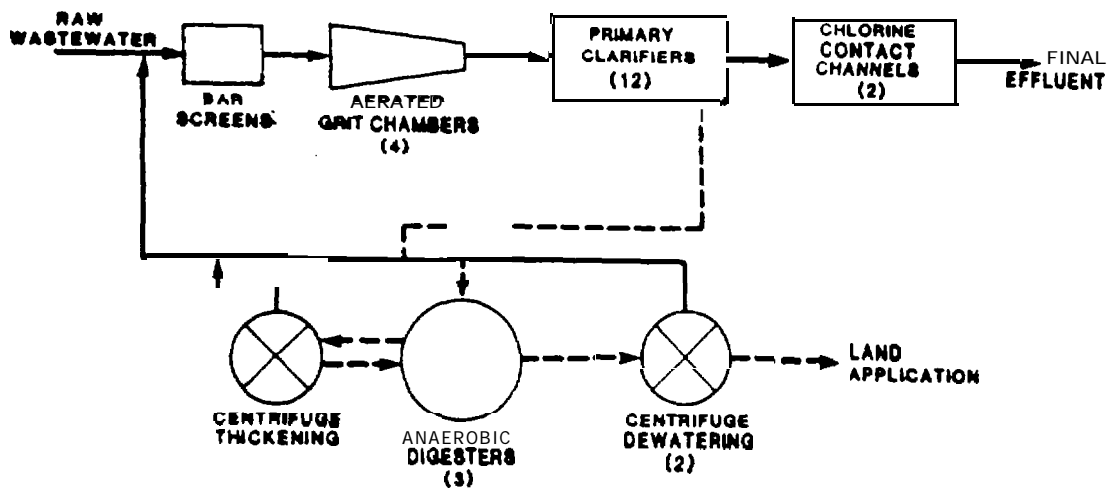 RAW
WASTEWATER
BAR
SCREENS
AERATED
GRIT CHAMBERS
(4)
PRIMARY
CLARIFIERS
(12)
CHLORINE
CONTACT
CHANNELS
(2)
FINAL
EFFLUENT
CENTRIFUGE
THICKENING
ANAEROBIC
DIGESTERS
(3)
CENTRIFUGE
DEWATERING
(2)
LAND
APPLICATION